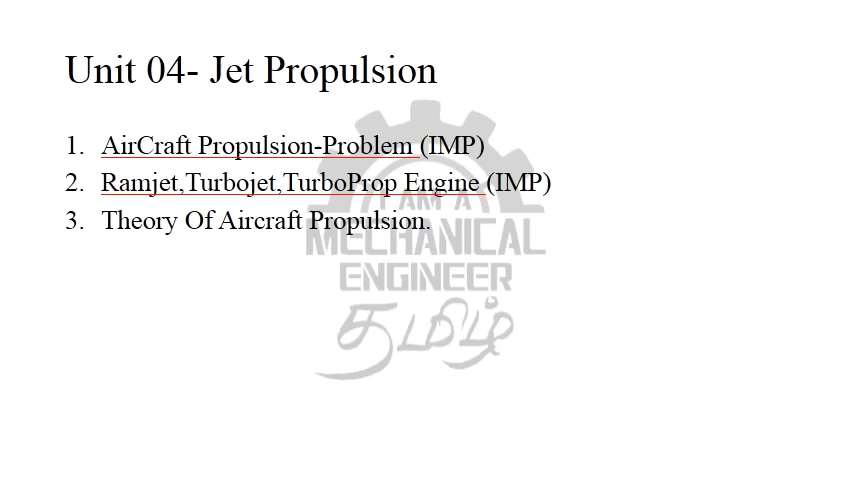 Unit 04- Jet Propulsion
1. AirCraft Propulsion-Problem (IMP)
2. Ramjet,Turbojet,TurboProp Engine (IMP)
3. Theory Of Aircraft Propulsion.
I AM A
MECHANICAL
ENGINEER
தமிழ்